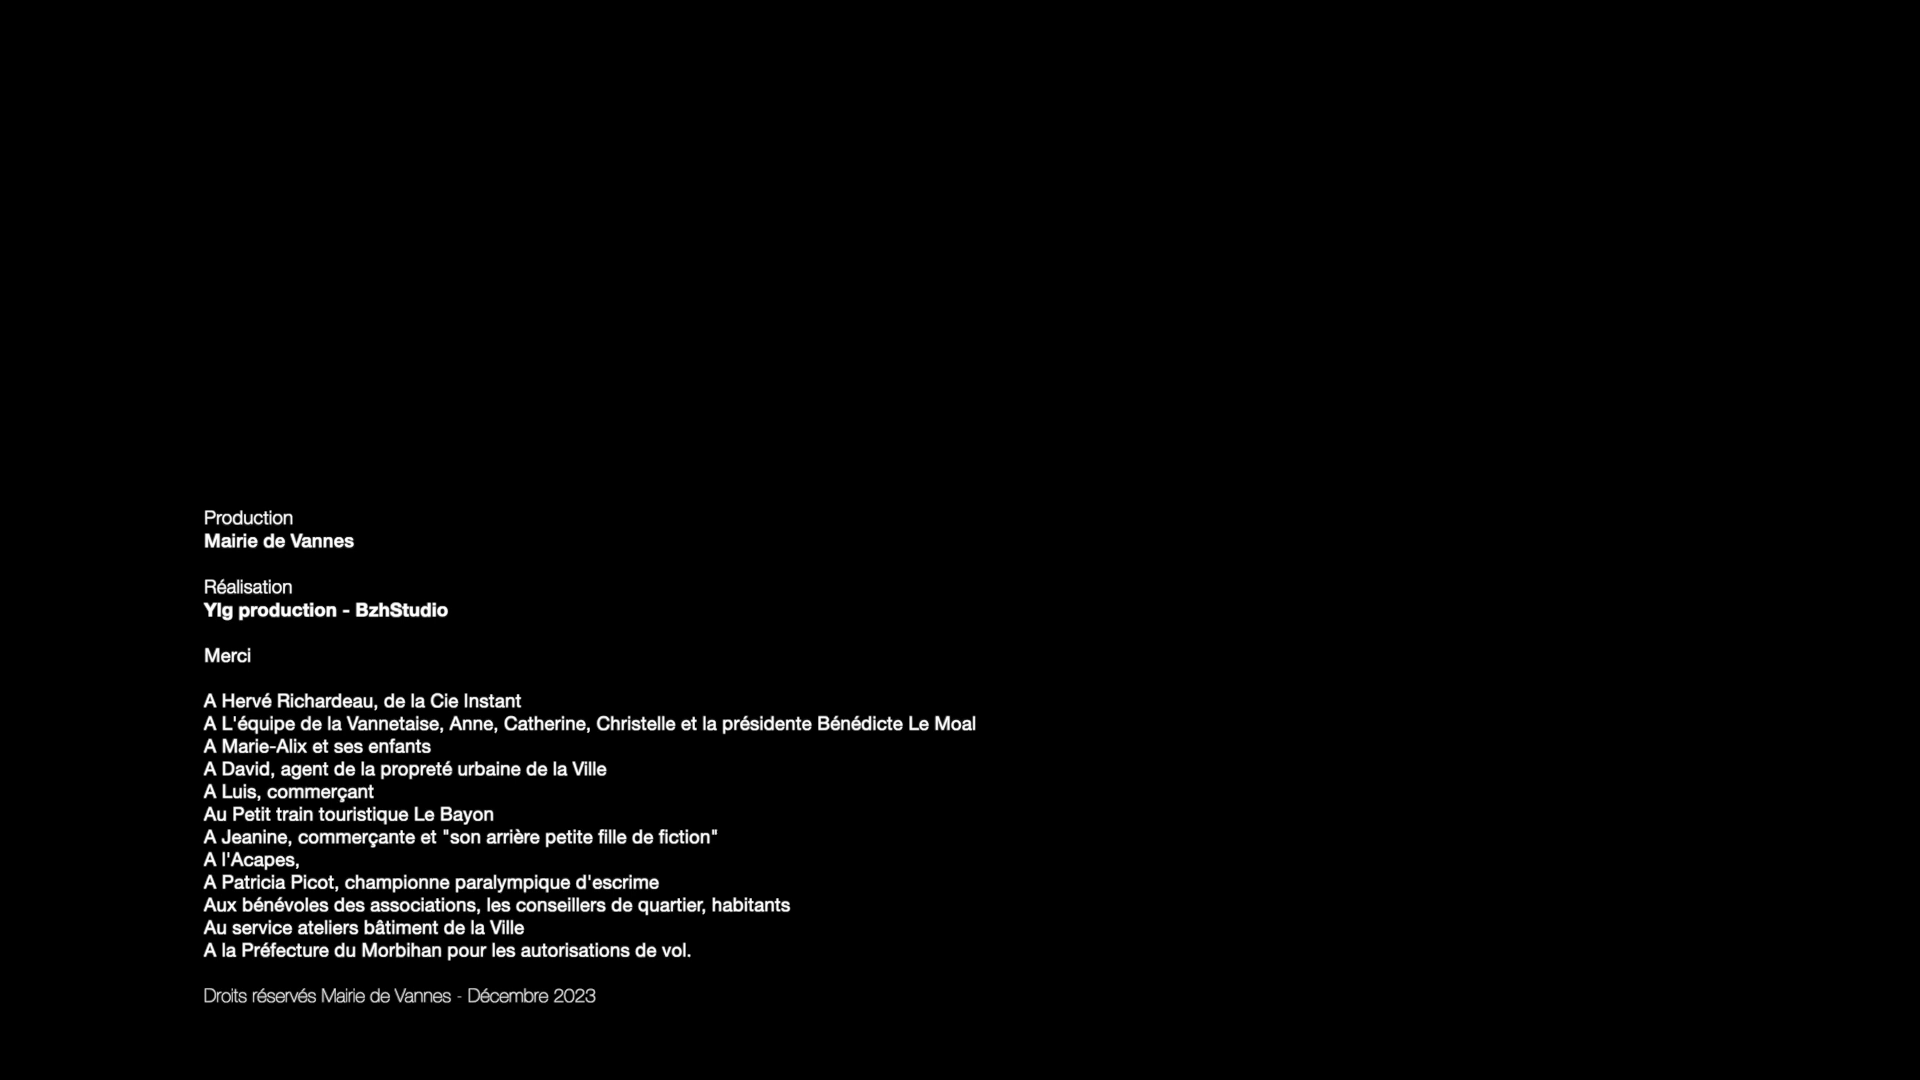 Production
Mairie de Vannes
Réalisation
Ylg production - BzhStudio
Merci
A Hervé Richardeau, de la Cie Instant
A L'équipe de la Vannetaise, Anne, Catherine, Christelle et la présidente Bénédicte Le Moal
A Marie-Alix et ses enfants
A David, agent de la propreté urbaine de la Ville
A Luis, commerçant
Au Petit train touristique Le Bayon
A Jeanine, commerçante et "son arrière petite fille de fiction"
A l'Acapes,
A Patricia Picot, championne paralympique d'escrime
Aux bénévoles des associations, les conseillers de quartier, habitants
Au service ateliers bâtiment de la Ville
A la Préfecture du Morbihan pour les autorisations de vol.
Droits réservés Mairie de Vannes - Décembre 2023